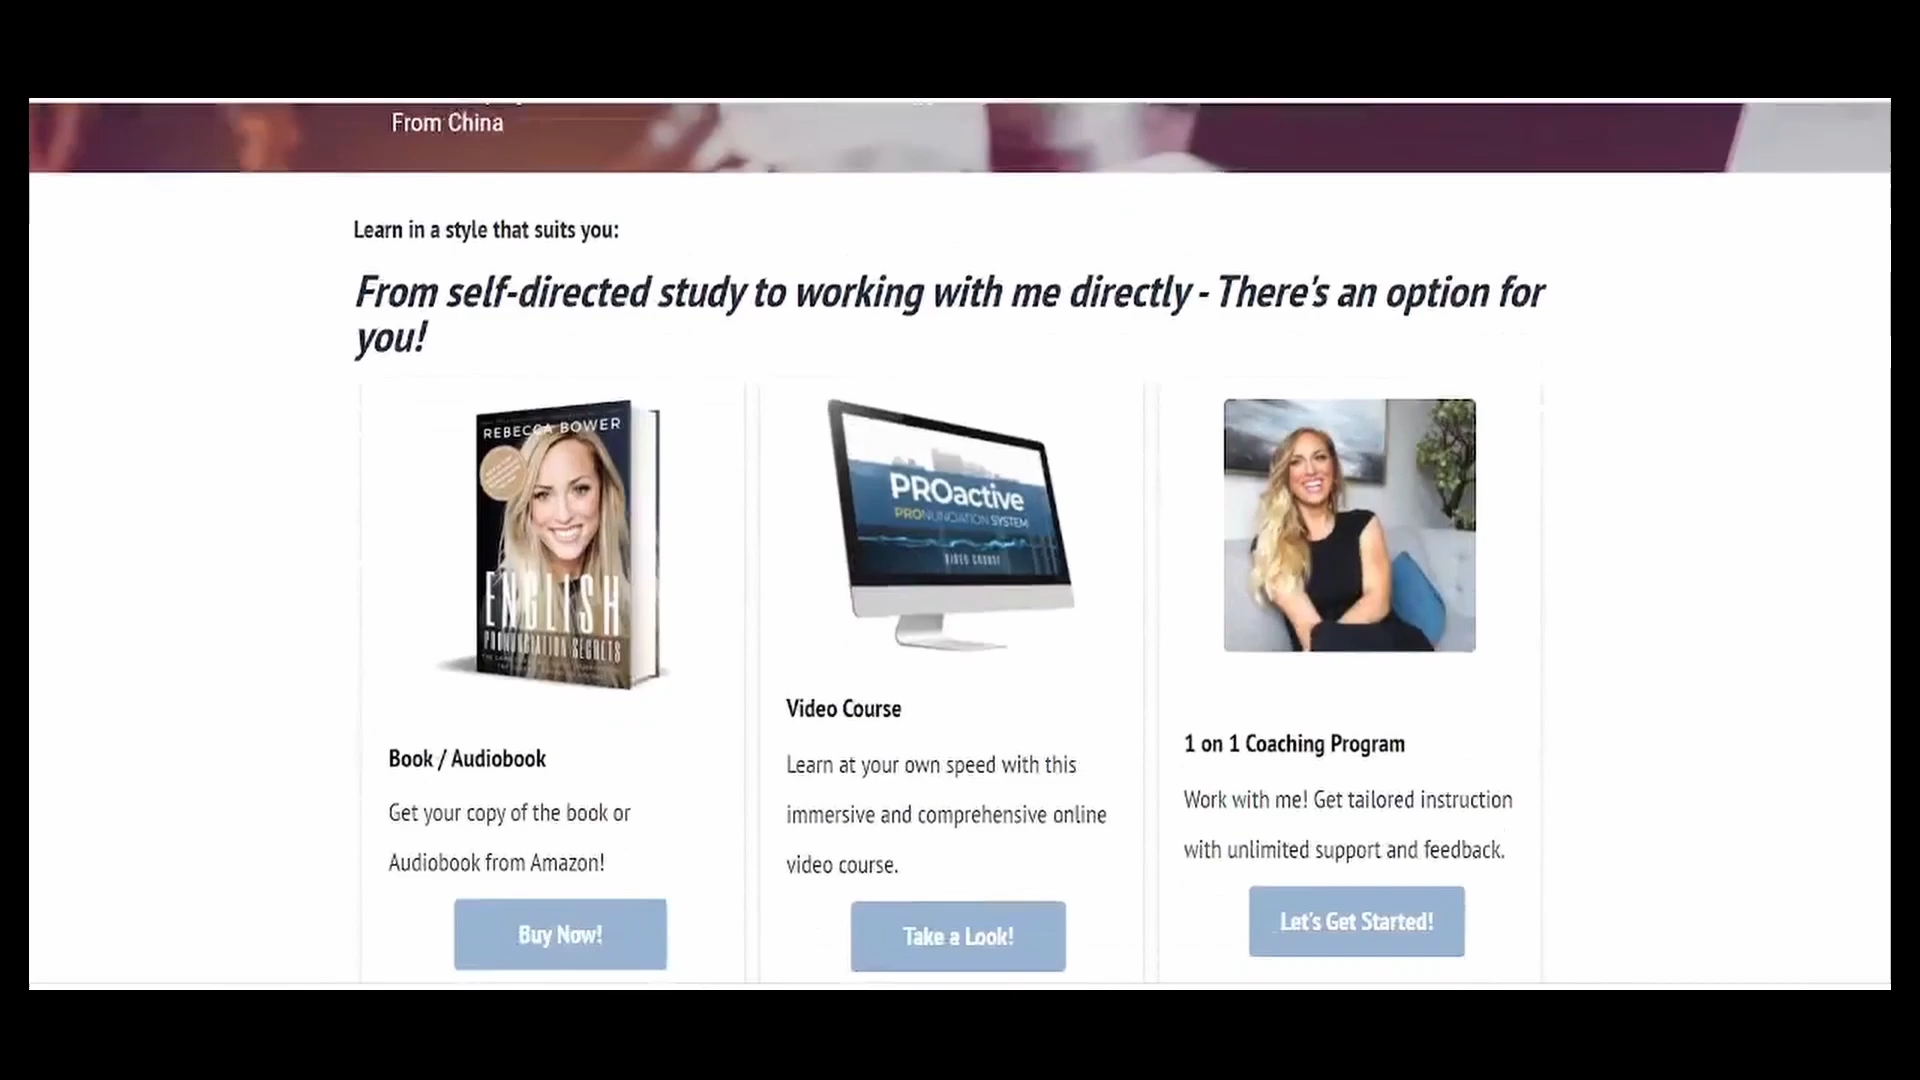 From China
Learn in a style that suits you:
From self-directed study to working with me directly - There's an option for
you!
REBECCA BOWER
ENGLISH
PRONUNCIATION SECRETS
PROactive
PRONUNCIATION SYSTEM
VIDEO COURSE
Book / Audiobook
Get your copy of the book or
Audiobook from Amazon!
Buy Now!
Video Course
Learn at your own speed with this
immersive and comprehensive online
video course.
Take a Look!
1 on 1 Coaching Program
Work with me! Get tailored instruction
with unlimited support and feedback.
Let's Get Started!